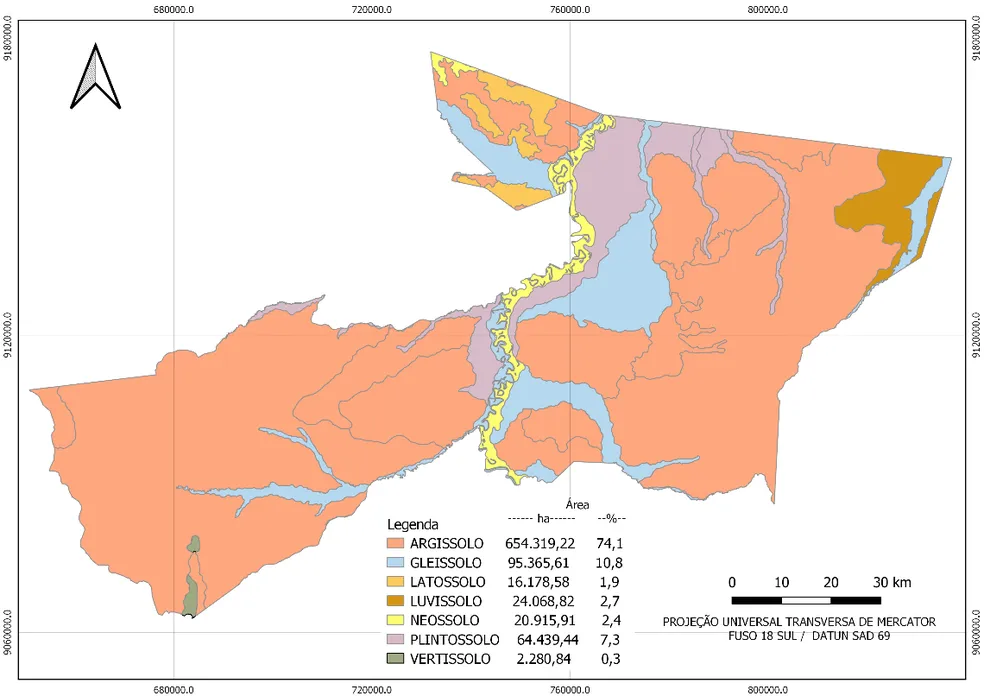 680000.0 720000.0 760000.0 800000.0
9180000.0 9180000.0
9120000.0 9120000.0
Área
Legenda ------ ha------ --%--
ARGISSOLO 654.319,22 74,1
GLEISSOLO 95.365,61 10,8
LATOSSOLO 16.178,58 1,9
LUVISSOLO 24.068,82 2,7
NEOSSOLO 20.915,91 2,4
PLINTOSSOLO 64.439,44 7,3
VERTISSOLO 2.280,84 0,3
0 10 20 30 km
PROJEÇÃO UNIVERSAL TRANSVERSA DE MERCATOR
FUSO 18 SUL / DATUN SAD 69
9060000.0 9060000.0
680000.0 720000.0 760000.0 800000.0